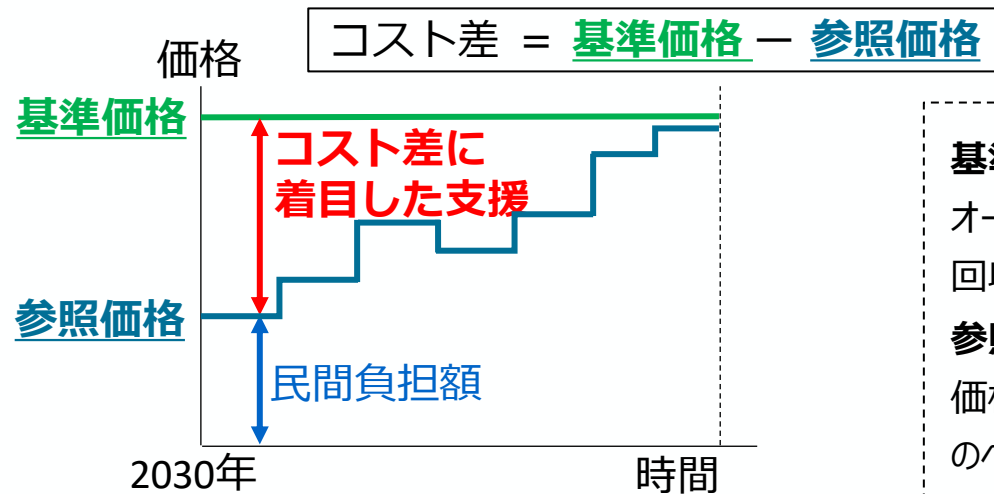 コスト差 = 基準価格 ー 参照価格
価格
基準価格
コスト差に
着目した支援
参照価格
民間負担額
2030年
時間
基
オー
回
参
価
の